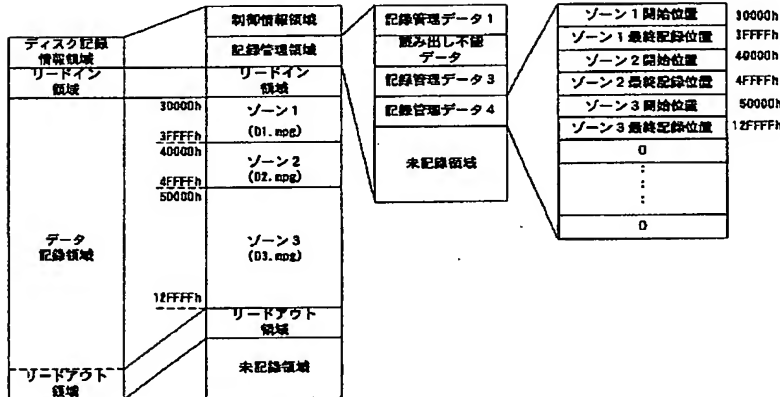 ディスク記録
情報領域
リードイン
領域
データ
記録領域
リードアウト
領域
制御情報領域
記録管理領域
リードイン
領域
30000h
ゾーン1
(D1.mpg)
3FFFFh
40000h
ゾーン2
(D2.mpg)
4FFFFh
50000h
ゾーン3
(D3.mpg)
12FFFFh
リードアウト
領域
未記録領域
記録管理データ1
読み出し不能
データ
記録管理データ3
記録管理データ4
未記録領域
ゾーン1開始位置 30000h
ゾーン1最終記録位置 3FFFFh
ゾーン2開始位置 40000h
ゾーン2最終記録位置 4FFFFh
ゾーン3開始位置 50000h
ゾーン3最終記録位置 12FFFFh
0
0